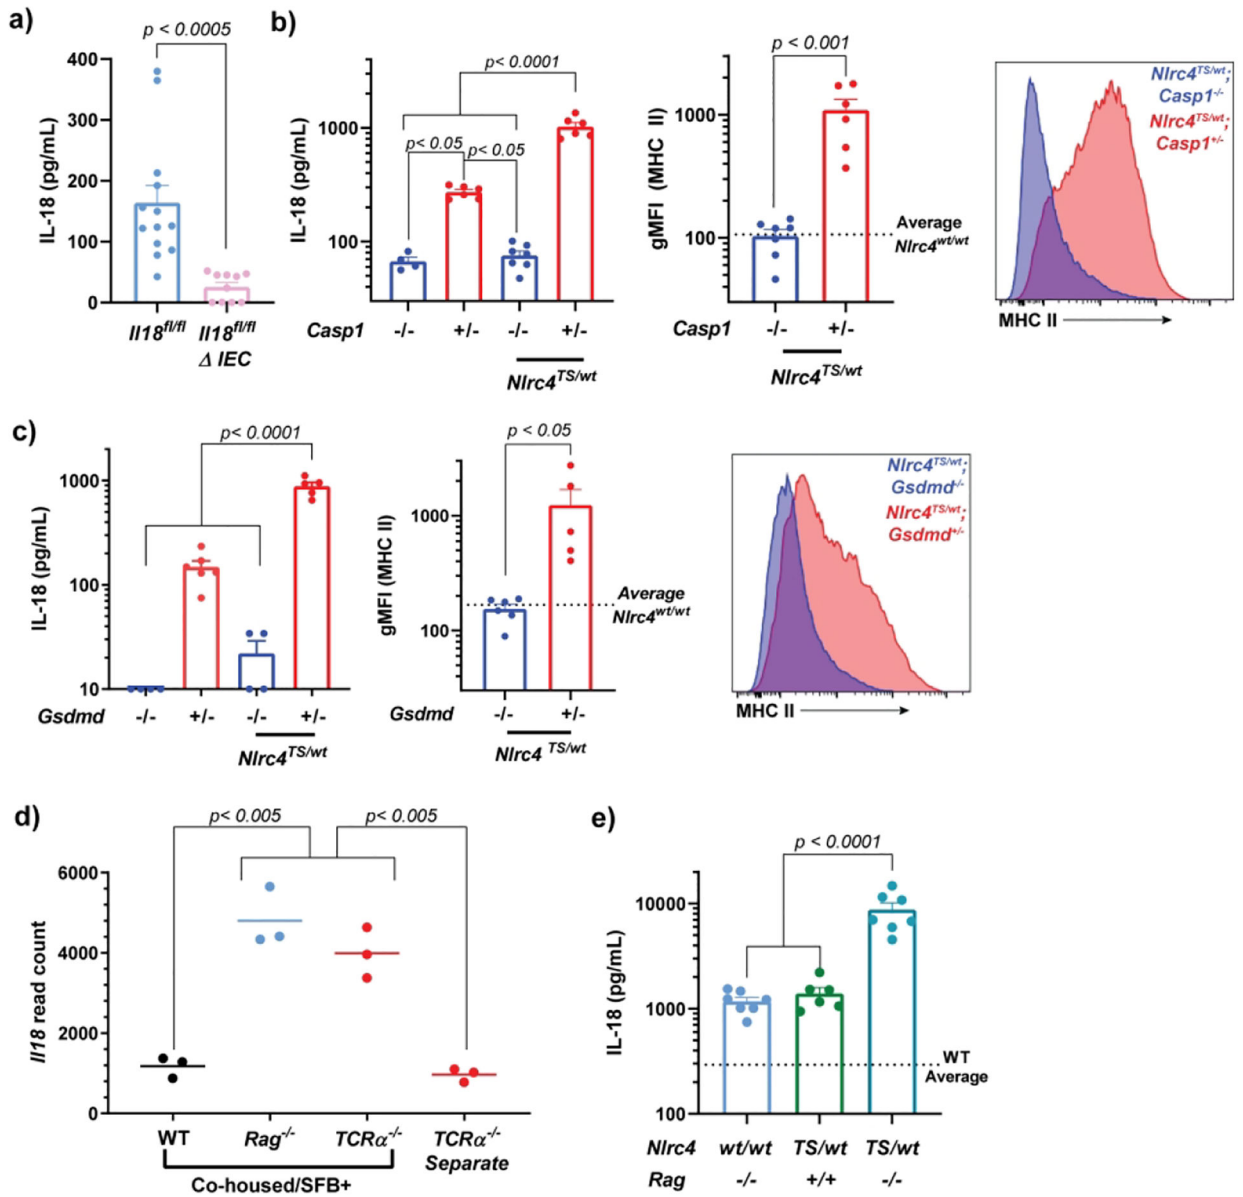 a)
p < 0.0005
IL-18 (pg/mL)
400
300
200
100
0
Il18fl/fl
Il18fl/fl
Δ IEC
b)
p < 0.0001
p < 0.05
p < 0.05
IL-18 (pg/mL)
1000
100
Casp1
-/-
+/-
-/-
+/-
Nlrc4TS/wt
p < 0.001
gMFI (MHC II)
1000
100
Average
Nlrc4wt/wt
Casp1
-/-
+/-
Nlrc4TS/wt
Nlrc4TS/wt;
Casp1-/-
Nlrc4TS/wt;
Casp1+/-
MHC II
c)
p< 0.0001
IL-18 (pg/mL)
1000
100
10
Gsdmd
-/-
+/-
-/-
+/-
Nlrc4TS/wt
p < 0.05
gMFI (MHC II)
1000
100
Average
Nlrc4wt/wt
Gsdmd
-/-
+/-
Nlrc4 TS/wt
Nlrc4TS/wt;
Gsdmd-/-
Nlrc4TS/wt;
Gsdmd+/-
MHC II
d)
p< 0.005
p< 0.005
Il18 read count
6000
4000
2000
0
WT
Rag-/-
TCRα-/-
TCRα-/-
Separate
Co-housed/SFB+
e)
p < 0.0001
IL-18 (pg/mL)
10000
1000
100
WT
Average
Nlrc4 wt/wt TS/wt TS/wt
Rag -/- +/+ -/-